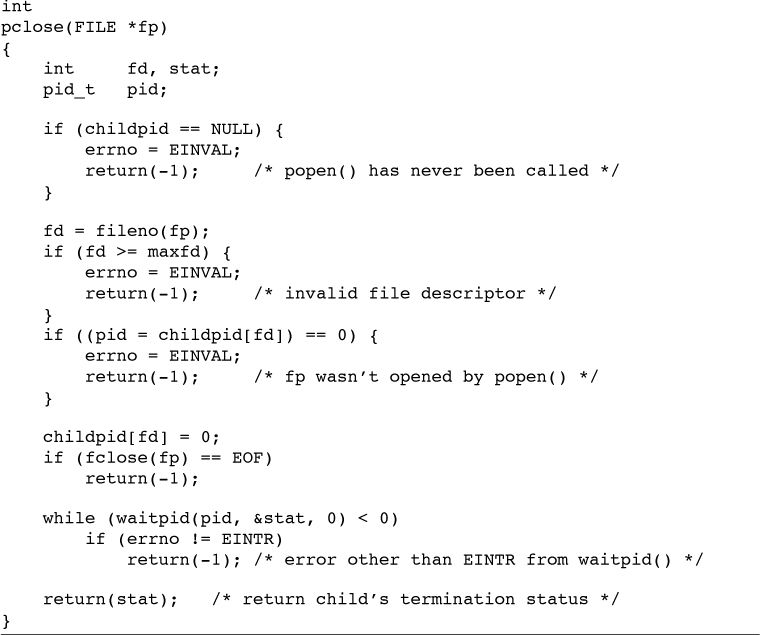 int
pclose(FILE *fp)
{
    int     fd, stat;
    pid_t   pid;

    if (childpid == NULL) {
        errno = EINVAL;
        return(-1);     /* popen() has never been called */
    }

    fd = fileno(fp);
    if (fd >= maxfd) {
        errno = EINVAL;
        return(-1);     /* invalid file descriptor */
    }
    if ((pid = childpid[fd]) == 0) {
        errno = EINVAL;
        return(-1);     /* fp wasn't opened by popen() */
    }

    childpid[fd] = 0;
    if (fclose(fp) == EOF)
        return(-1);

    while (waitpid(pid, &stat, 0) < 0)
        if (errno != EINTR)
            return(-1); /* error other than EINTR from waitpid() */

    return(stat);   /* return child's termination status */
}